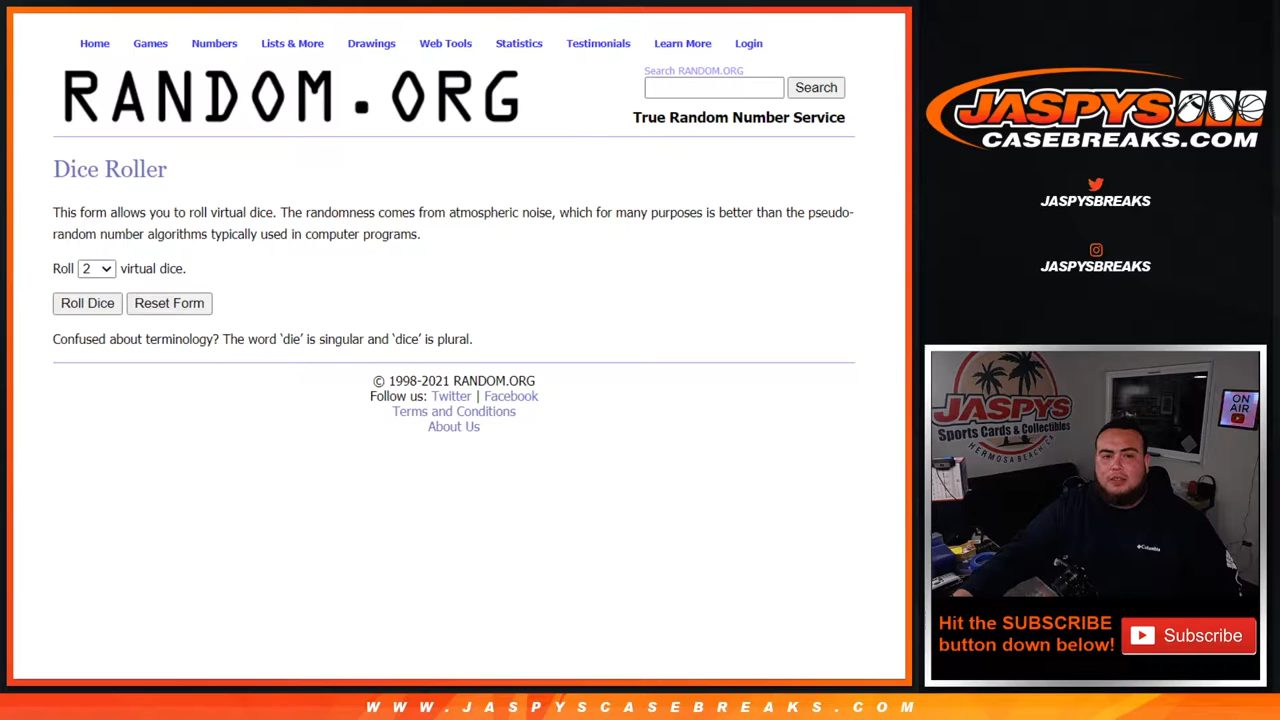 Home Games Numbers Lists & More Drawings Web Tools Statistics Testimonials Learn More Login
RANDOM.ORG
Search RANDOM.ORG
Search
True Random Number Service
Dice Roller
This form allows you to roll virtual dice. The randomness comes from atmospheric noise, which for many purposes is better than the pseudo-
random number algorithms typically used in computer programs.
Roll 2 virtual dice.
Roll Dice Reset Form
Confused about terminology? The word ‘die’ is singular and ‘dice’ is plural.
© 1998-2021 RANDOM.ORG
Follow us: Twitter | Facebook
Terms and Conditions
About Us
JASPYS
CASEBREAKS.COM
JASPYSBREAKS
JASPYSBREAKS
JASPYS
Sports Cards & Collectibles
HERMOSA BEACH, CA
ON
AIR
Columbia
Hit the SUBSCRIBE
button down below!
Subscribe
WWW.JASPYSCASEBREAKS.COM